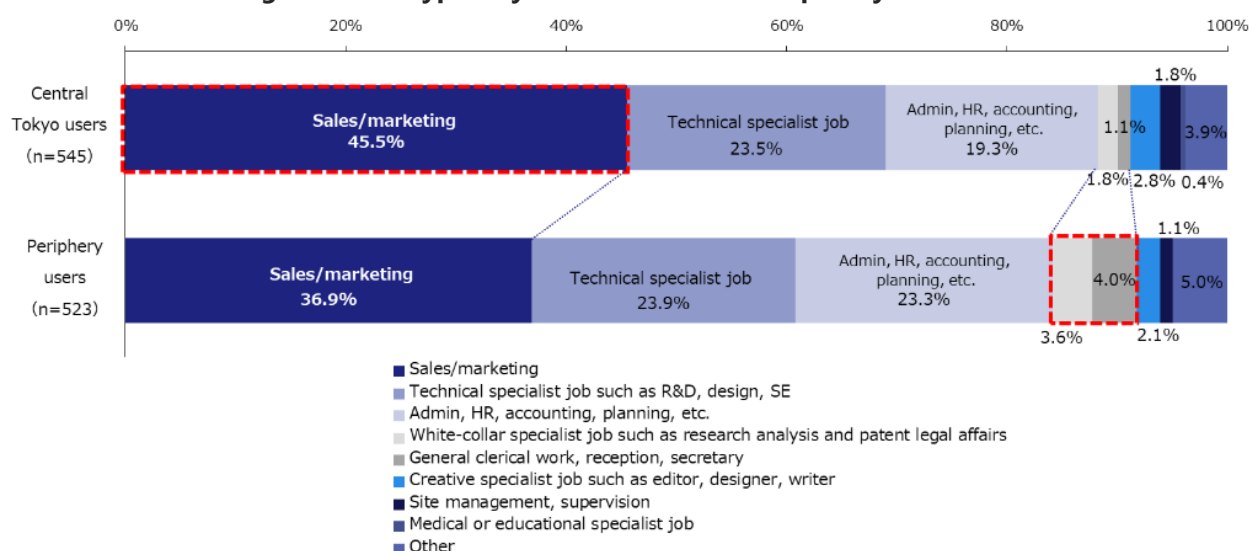 0%
20%
40%
60%
80%
100%
1.8%
Central
Tokyo users
(n=545)
Sales/marketing
45.5%
Technical specialist job
23.5%
Admin, HR, accounting,
planning, etc.
19.3%
1.1%
3.9%
1.8%
2.8%
0.4%
1.1%
Periphery
users
(n=523)
Sales/marketing
36.9%
Technical specialist job
23.9%
Admin, HR, accounting,
planning, etc.
23.3%
4.0%
5.0%
3.6%
2.1%
Sales/marketing
Technical specialist job such as R&D, design, SE
Admin, HR, accounting, planning, etc.
White-collar specialist job such as research analysis and patent legal affairs
General clerical work, reception, secretary
Creative specialist job such as editor, designer, writer
Site management, supervision
Medical or educational specialist job
Other